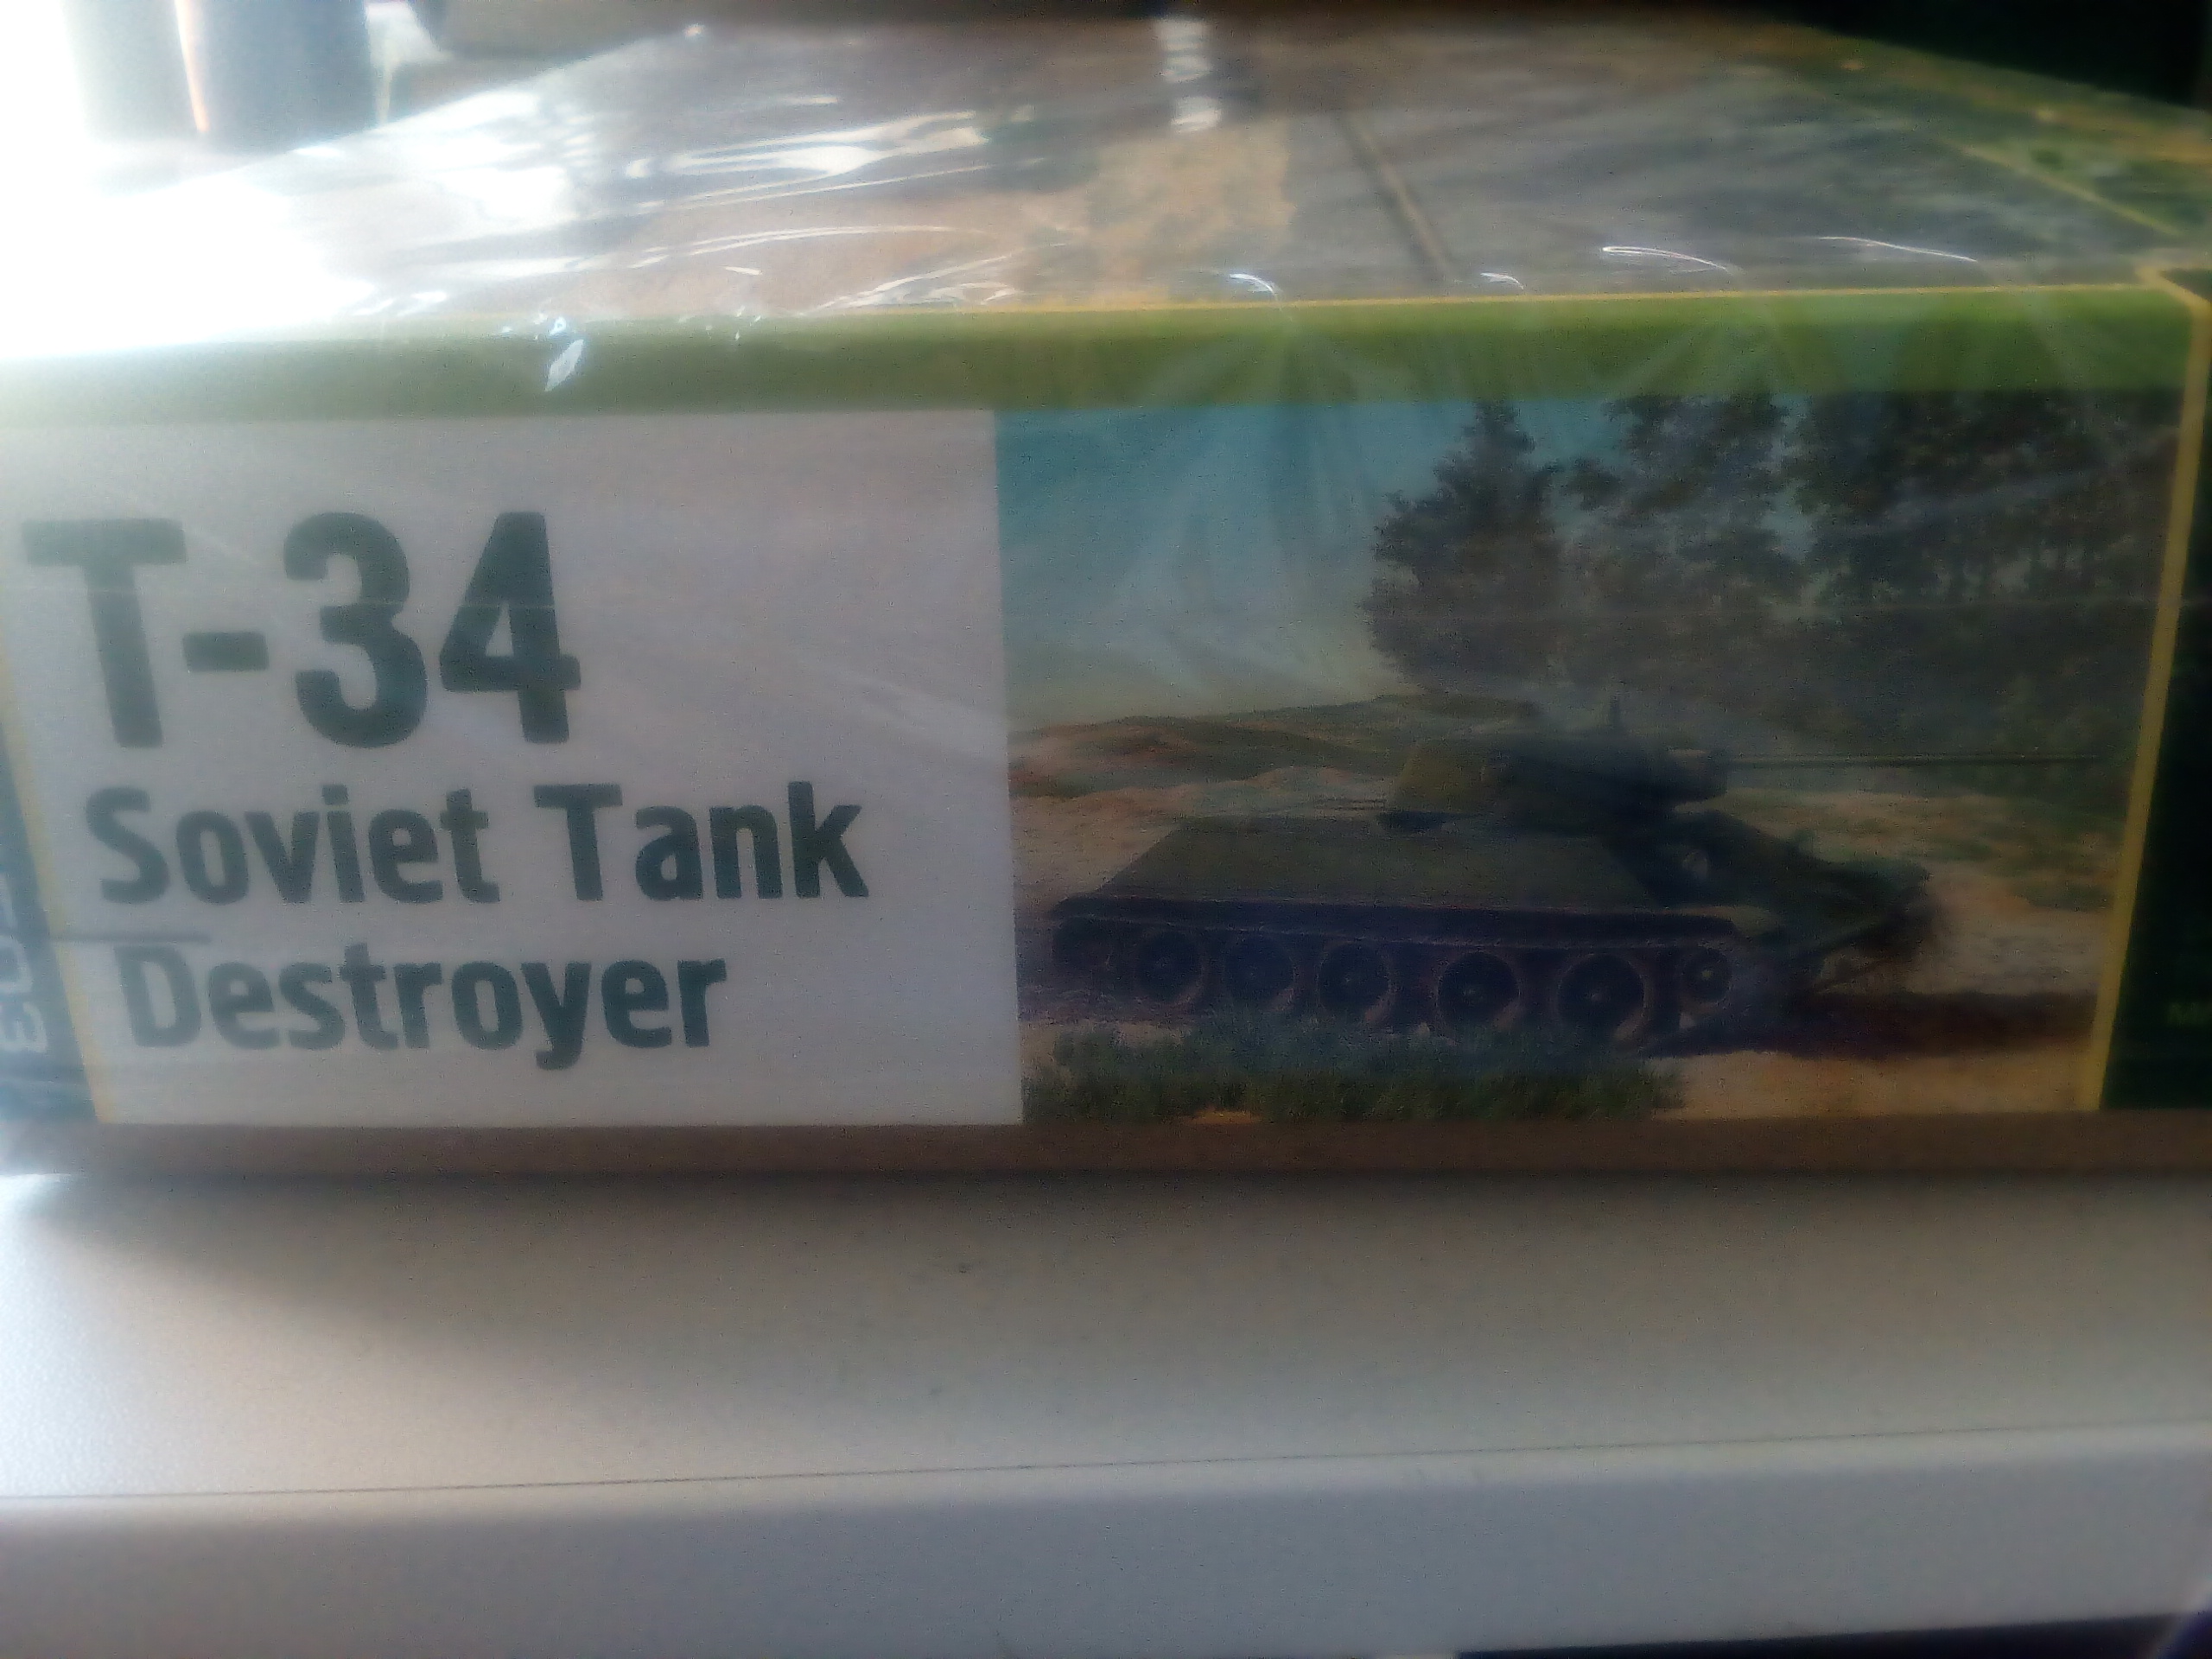 T-34
Soviet Tank
Destroyer